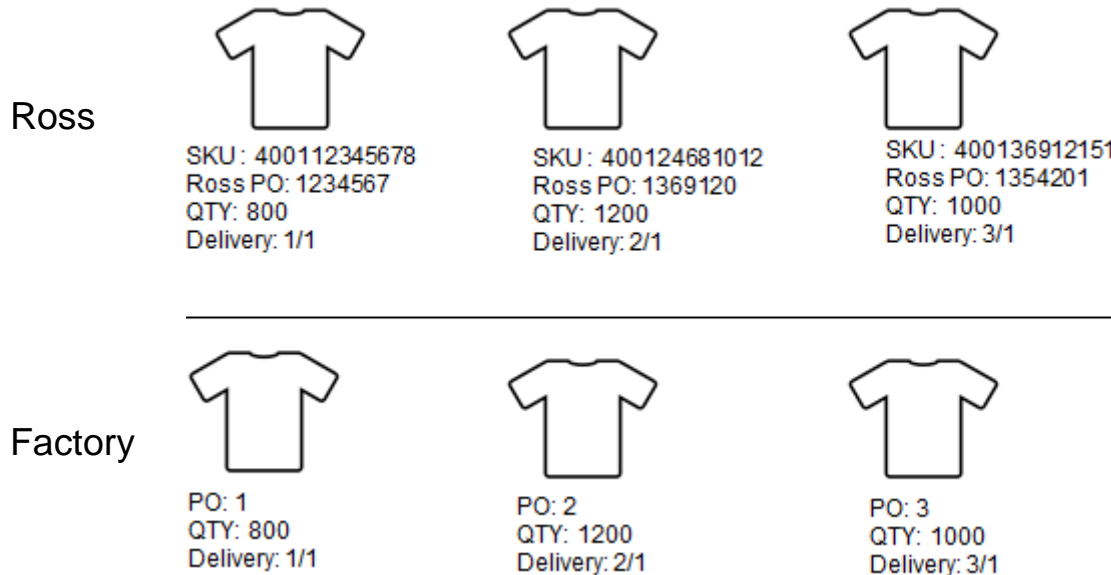 Ross
SKU: 400112345678
Ross PO: 1234567
QTY: 800
Delivery: 1/1
SKU: 400124681012
Ross PO: 1369120
QTY: 1200
Delivery: 2/1
SKU: 400136912151
Ross PO: 1354201
QTY: 1000
Delivery: 3/1
Factory
PO: 1
QTY: 800
Delivery: 1/1
PO: 2
QTY: 1200
Delivery: 2/1
PO: 3
QTY: 1000
Delivery: 3/1